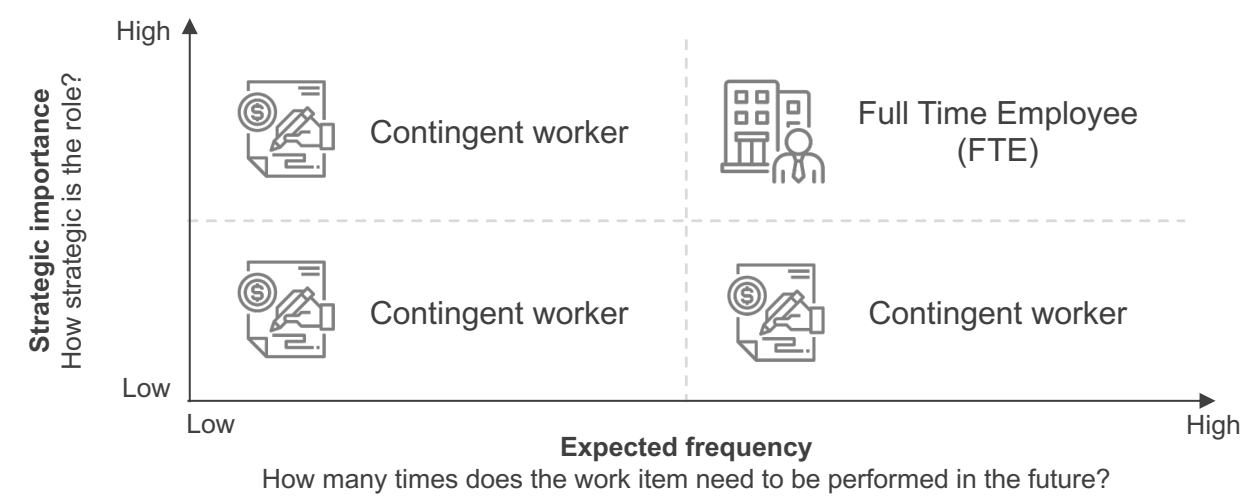 High
Strategic importance
How strategic is the role?
$
Contingent worker
Full Time Employee
(FTE)
$
Contingent worker
$
Contingent worker
Low
Low
High
Expected frequency
How many times does the work item need to be performed in the future?